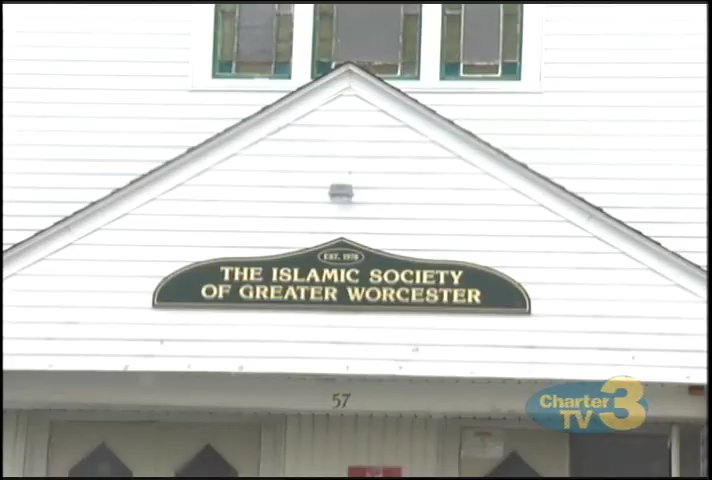 EST. 1978
THE ISLAMIC SOCIETY
OF GREATER WORCESTER
57
Charter
TV 3